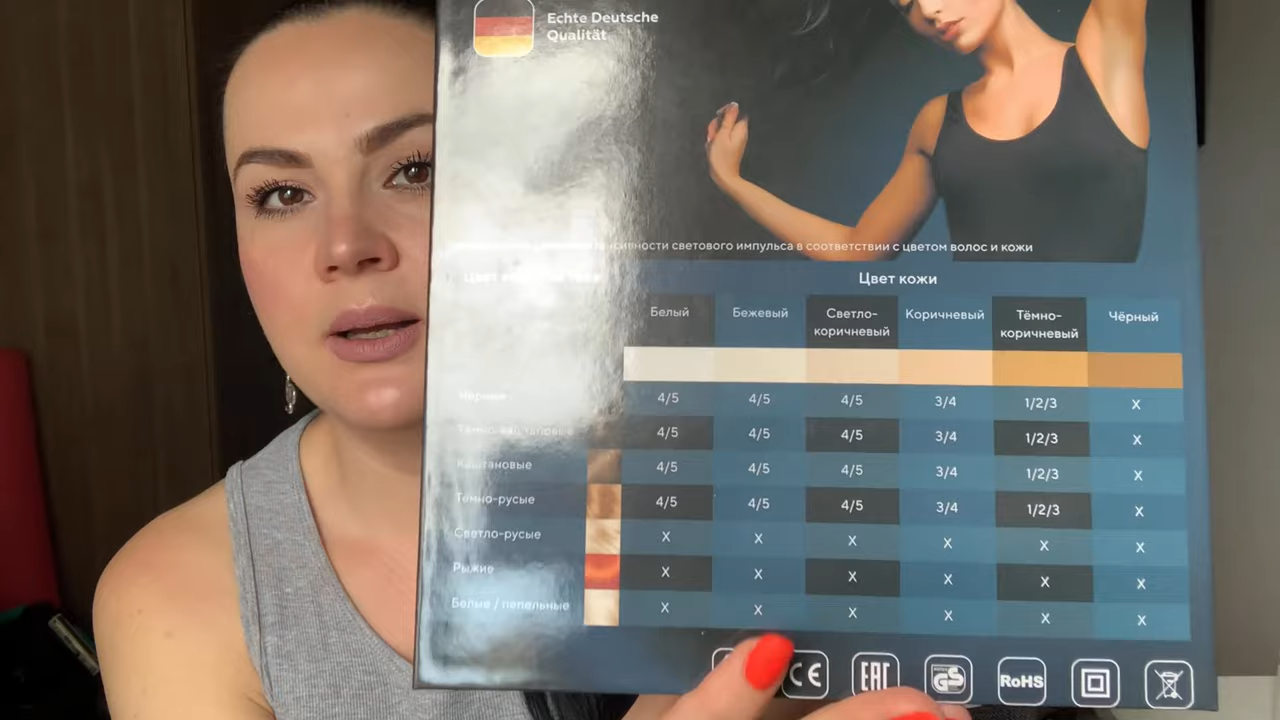 Echte Deutsche
Qualität
светового импульса в соответствии с цветом волос и кожи
Цвет кожи
Белый Бежевый Светло-коричневый Коричневый Тёмно-коричневый Чёрный
4/5 4/5 4/5 3/4 1/2/3 X
4/5 4/5 4/5 3/4 1/2/3 X
Каштановые 4/5 4/5 4/5 3/4 1/2/3 X
Темно-русые 4/5 4/5 4/5 3/4 1/2/3 X
Светло-русые X X X X X X
Рыжие X X X X X X
Белые / пепельные X X X X X X
CE EAC GS RoHS